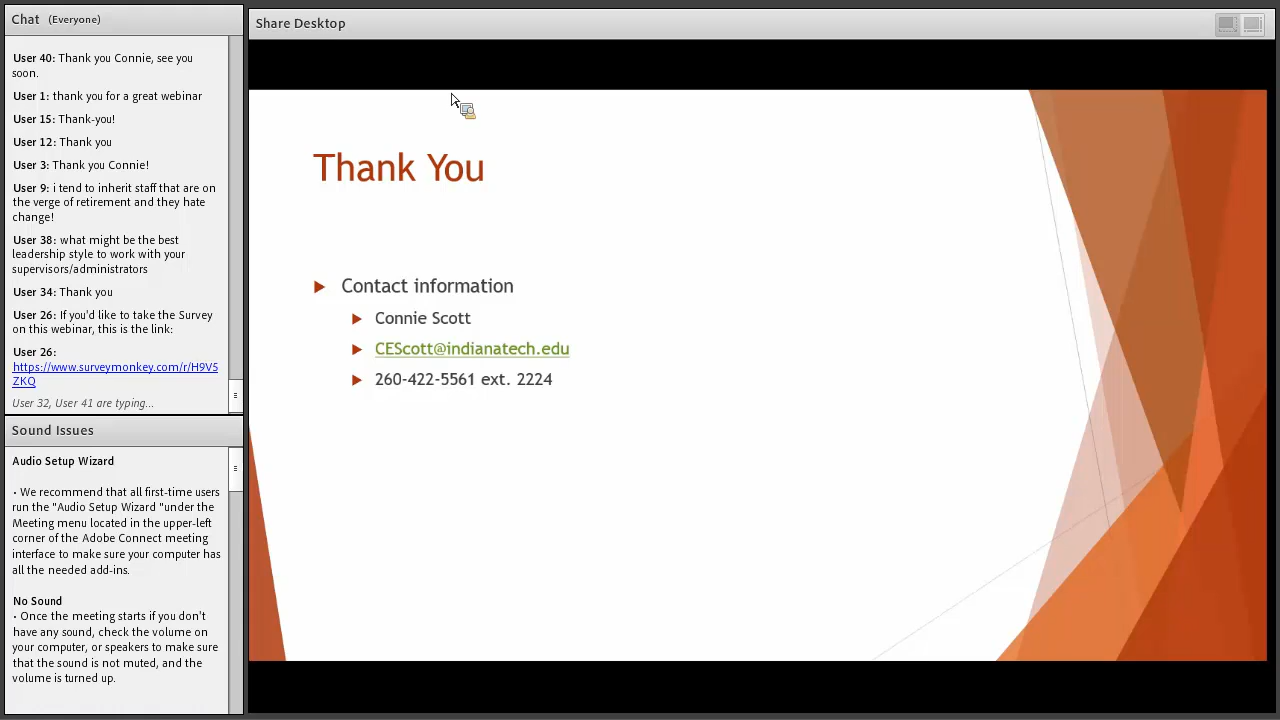 Chat (Everyone)
User 40: Thank you Connie, see you
soon.
User 1: thank you for a great webinar
User 15: Thank-you!
User 12: Thank you
User 3: Thank you Connie!
User 9: i tend to inherit staff that are on
the verge of retirement and they hate
change!
User 38: what might be the best
leadership style to work with your
supervisors/administrators
User 34: Thank you
User 26: If you'd like to take the Survey
on this webinar, this is the link:
User 26:
https://www.surveymonkey.com/r/H9V5
ZKQ
User 32, User 41 are typing...
Sound Issues
Audio Setup Wizard
• We recommend that all first-time users
run the "Audio Setup Wizard "under the
Meeting menu located in the upper-left
corner of the Adobe Connect meeting
interface to make sure your computer has
all the needed add-ins.
No Sound
• Once the meeting starts if you don't
have any sound, check the volume on
your computer, or speakers to make sure
that the sound is not muted, and the
volume is turned up.
Share Desktop
Thank You
Contact information
Connie Scott
CEScott@indianatech.edu
260-422-5561 ext. 2224